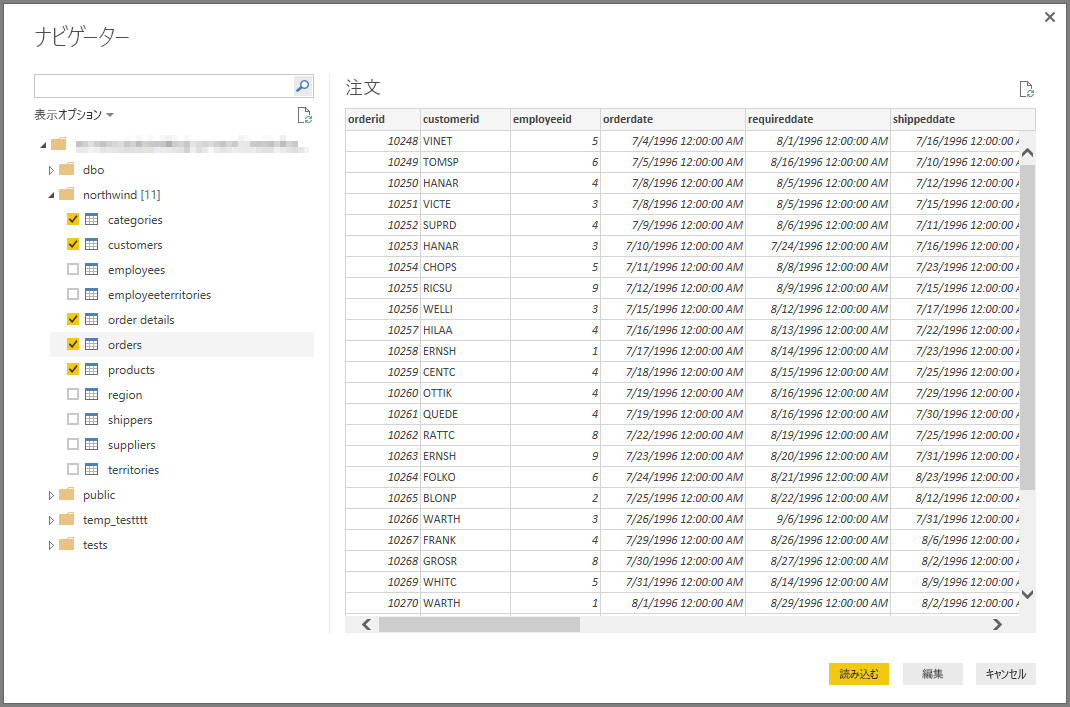 ナビゲーター
表示オプション
dbo
northwind [11]
categories
customers
employees
employeeterritories
order details
orders
products
region
shippers
suppliers
territories
public
temp_testttt
tests
注文
orderid customerid employeeid orderdate requireddate shippeddate
10248 VINET 5 7/4/1996 12:00:00 AM 8/1/1996 12:00:00 AM 7/16/1996 12:00:00 A
10249 TOMSP 6 7/5/1996 12:00:00 AM 8/16/1996 12:00:00 AM 7/10/1996 12:00:00 A
10250 HANAR 4 7/8/1996 12:00:00 AM 8/5/1996 12:00:00 AM 7/12/1996 12:00:00 A
10251 VICTE 3 7/8/1996 12:00:00 AM 8/5/1996 12:00:00 AM 7/15/1996 12:00:00 A
10252 SUPRD 4 7/9/1996 12:00:00 AM 8/6/1996 12:00:00 AM 7/11/1996 12:00:00 A
10253 HANAR 3 7/10/1996 12:00:00 AM 7/24/1996 12:00:00 AM 7/16/1996 12:00:00 A
10254 CHOPS 5 7/11/1996 12:00:00 AM 8/8/1996 12:00:00 AM 7/23/1996 12:00:00 A
10255 RICSU 9 7/12/1996 12:00:00 AM 8/9/1996 12:00:00 AM 7/15/1996 12:00:00 A
10256 WELLI 3 7/15/1996 12:00:00 AM 8/12/1996 12:00:00 AM 7/17/1996 12:00:00 A
10257 HILAA 4 7/16/1996 12:00:00 AM 8/13/1996 12:00:00 AM 7/22/1996 12:00:00 A
10258 ERNSH 1 7/17/1996 12:00:00 AM 8/14/1996 12:00:00 AM 7/23/1996 12:00:00 A
10259 CENTC 4 7/18/1996 12:00:00 AM 8/15/1996 12:00:00 AM 7/25/1996 12:00:00 A
10260 OTTIK 4 7/19/1996 12:00:00 AM 8/16/1996 12:00:00 AM 7/29/1996 12:00:00 A
10261 QUEDE 4 7/19/1996 12:00:00 AM 8/16/1996 12:00:00 AM 7/30/1996 12:00:00 A
10262 RATTC 8 7/22/1996 12:00:00 AM 8/19/1996 12:00:00 AM 7/25/1996 12:00:00 A
10263 ERNSH 9 7/23/1996 12:00:00 AM 8/20/1996 12:00:00 AM 7/31/1996 12:00:00 A
10264 FOLKO 6 7/24/1996 12:00:00 AM 8/21/1996 12:00:00 AM 8/23/1996 12:00:00 A
10265 BLONP 2 7/25/1996 12:00:00 AM 8/22/1996 12:00:00 AM 8/12/1996 12:00:00 A
10266 WARTH 3 7/26/1996 12:00:00 AM 9/6/1996 12:00:00 AM 7/31/1996 12:00:00 A
10267 FRANK 4 7/29/1996 12:00:00 AM 8/26/1996 12:00:00 AM 8/6/1996 12:00:00 A
10268 GROSR 8 7/30/1996 12:00:00 AM 8/27/1996 12:00:00 AM 8/2/1996 12:00:00 A
10269 WHITC 5 7/31/1996 12:00:00 AM 8/14/1996 12:00:00 AM 8/9/1996 12:00:00 A
10270 WARTH 1 8/1/1996 12:00:00 AM 8/29/1996 12:00:00 AM 8/2/1996 12:00:00 A
読み込む 編集 キャンセル